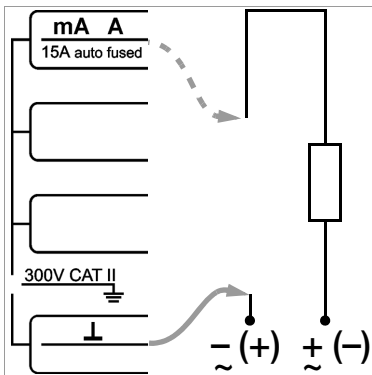 mA A
15A auto fused
300V CAT II
− (+) + (−)
~ ~